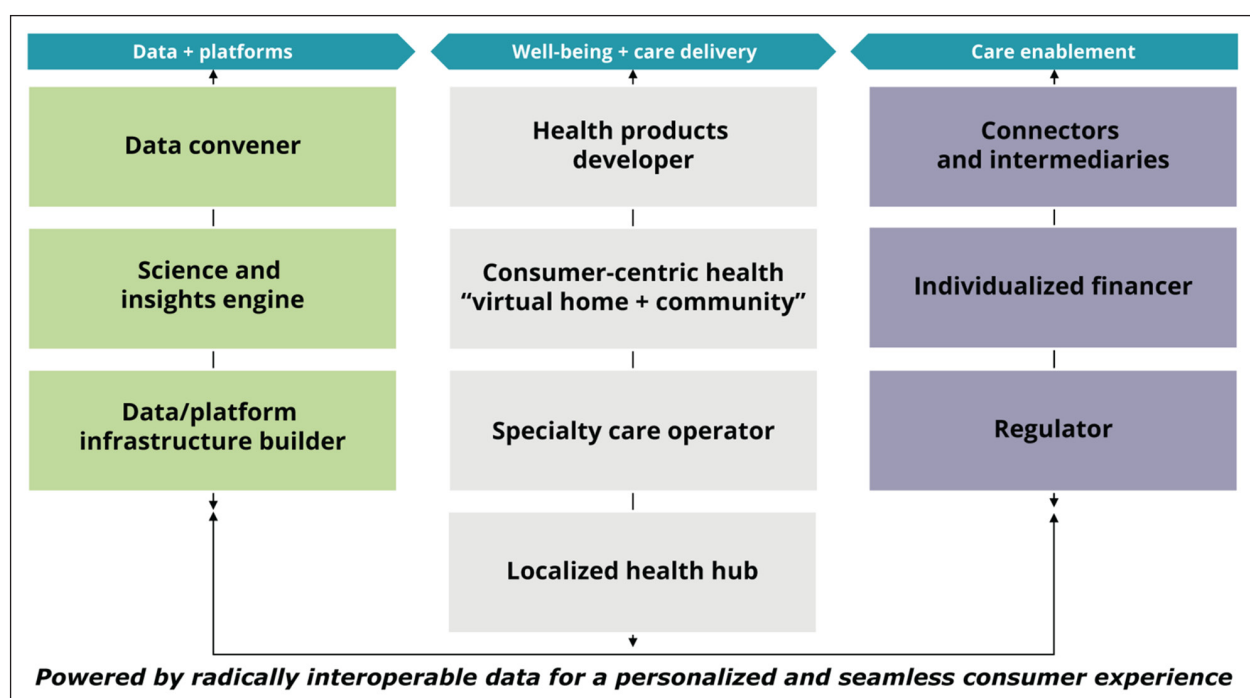 Data + platforms
Well-being + care delivery
Care enablement
Data convener
Science and
insights engine
Data/platform
infrastructure builder
Health products
developer
Consumer-centric health
“virtual home + community”
Specialty care operator
Localized health hub
Connectors
and intermediaries
Individualized financer
Regulator
Powered by radically interoperable data for a personalized and seamless consumer experience